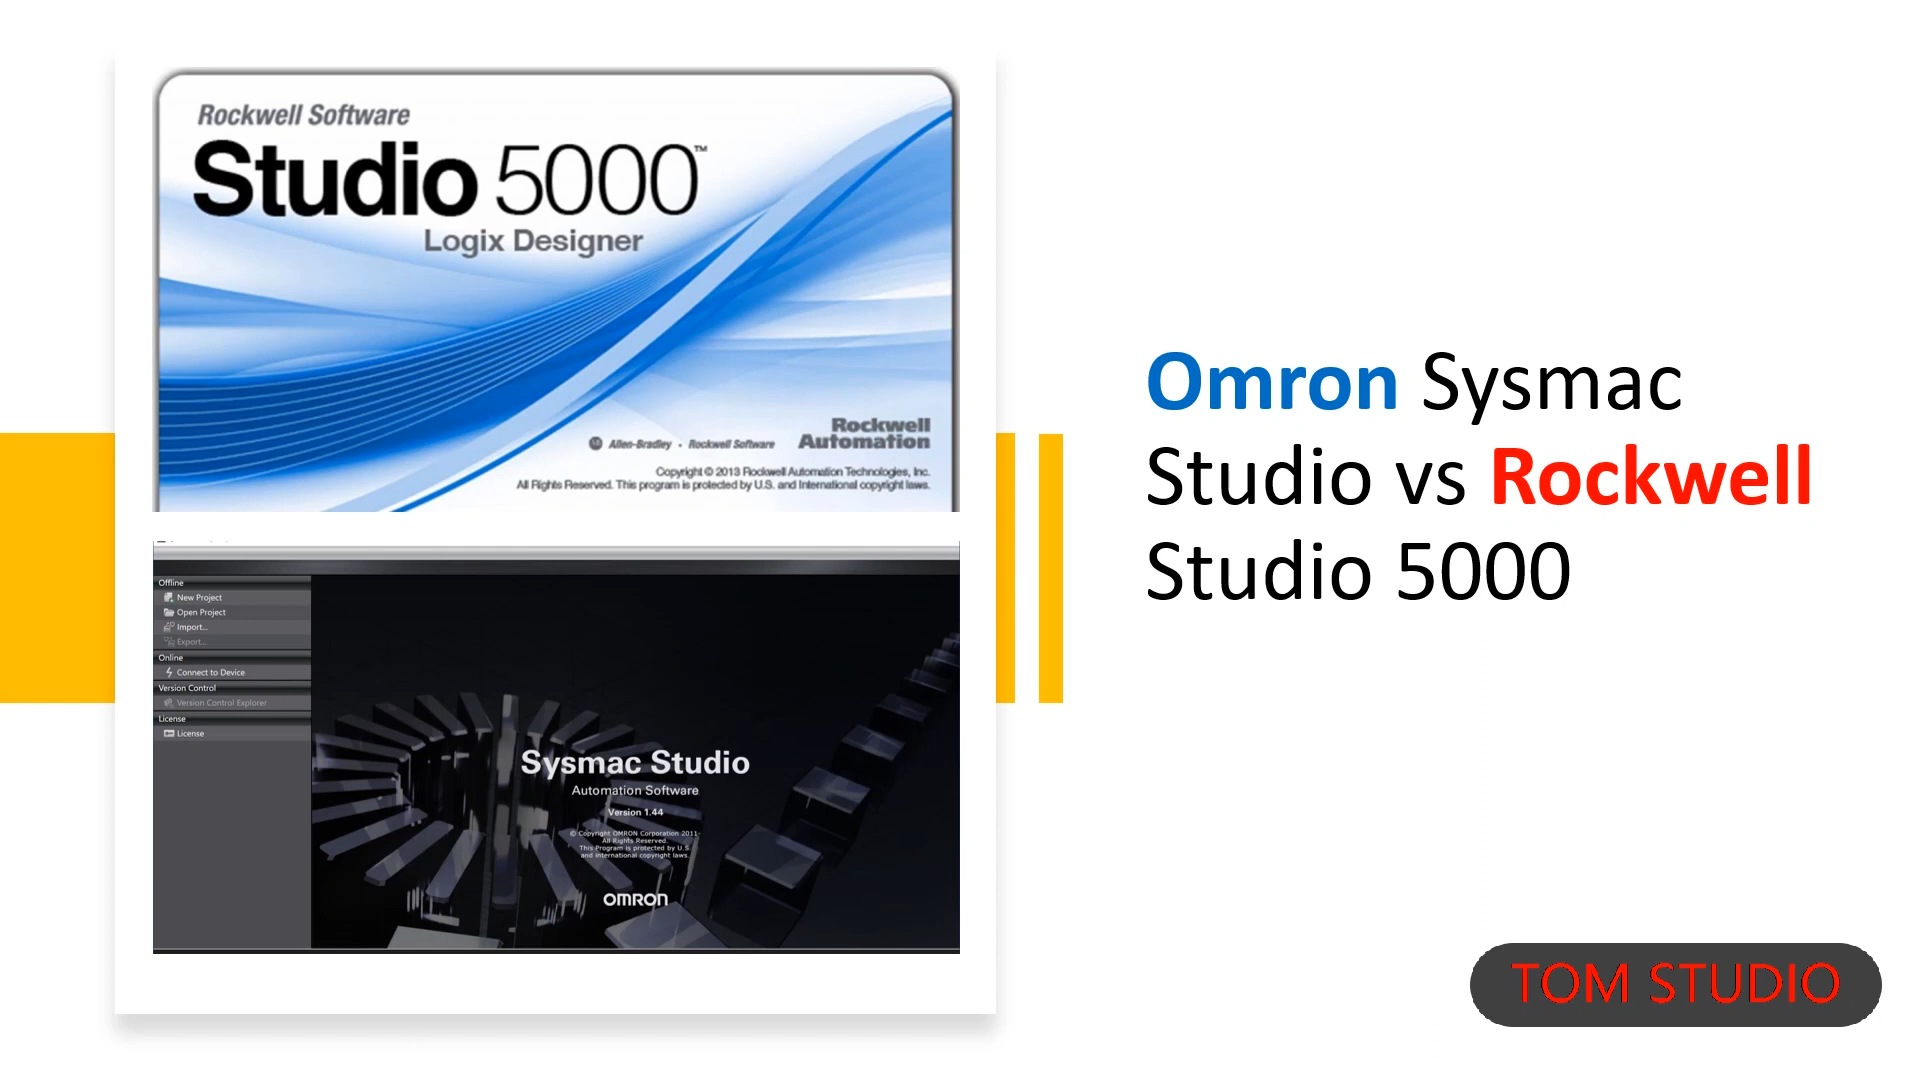 Rockwell Software
Studio 5000™
Logix Designer
Rockwell
Automation
Allen-Bradley • Rockwell Software
Copyright © 2013 Rockwell Automation Technologies, Inc.
All Rights Reserved. This program is protected by U.S. and International copyright laws.
Offline
New Project
Open Project
Import...
Export...
Online
Connect to Device
Version Control
Version Control Explorer
License
License
Sysmac Studio
Automation Software
Version 1.44
© Copyright OMRON Corporation 2011-
All Rights Reserved.
This Program is protected by U.S.
and international copyright laws.
OMRON
Omron Sysmac
Studio vs Rockwell
Studio 5000
TOM STUDIO